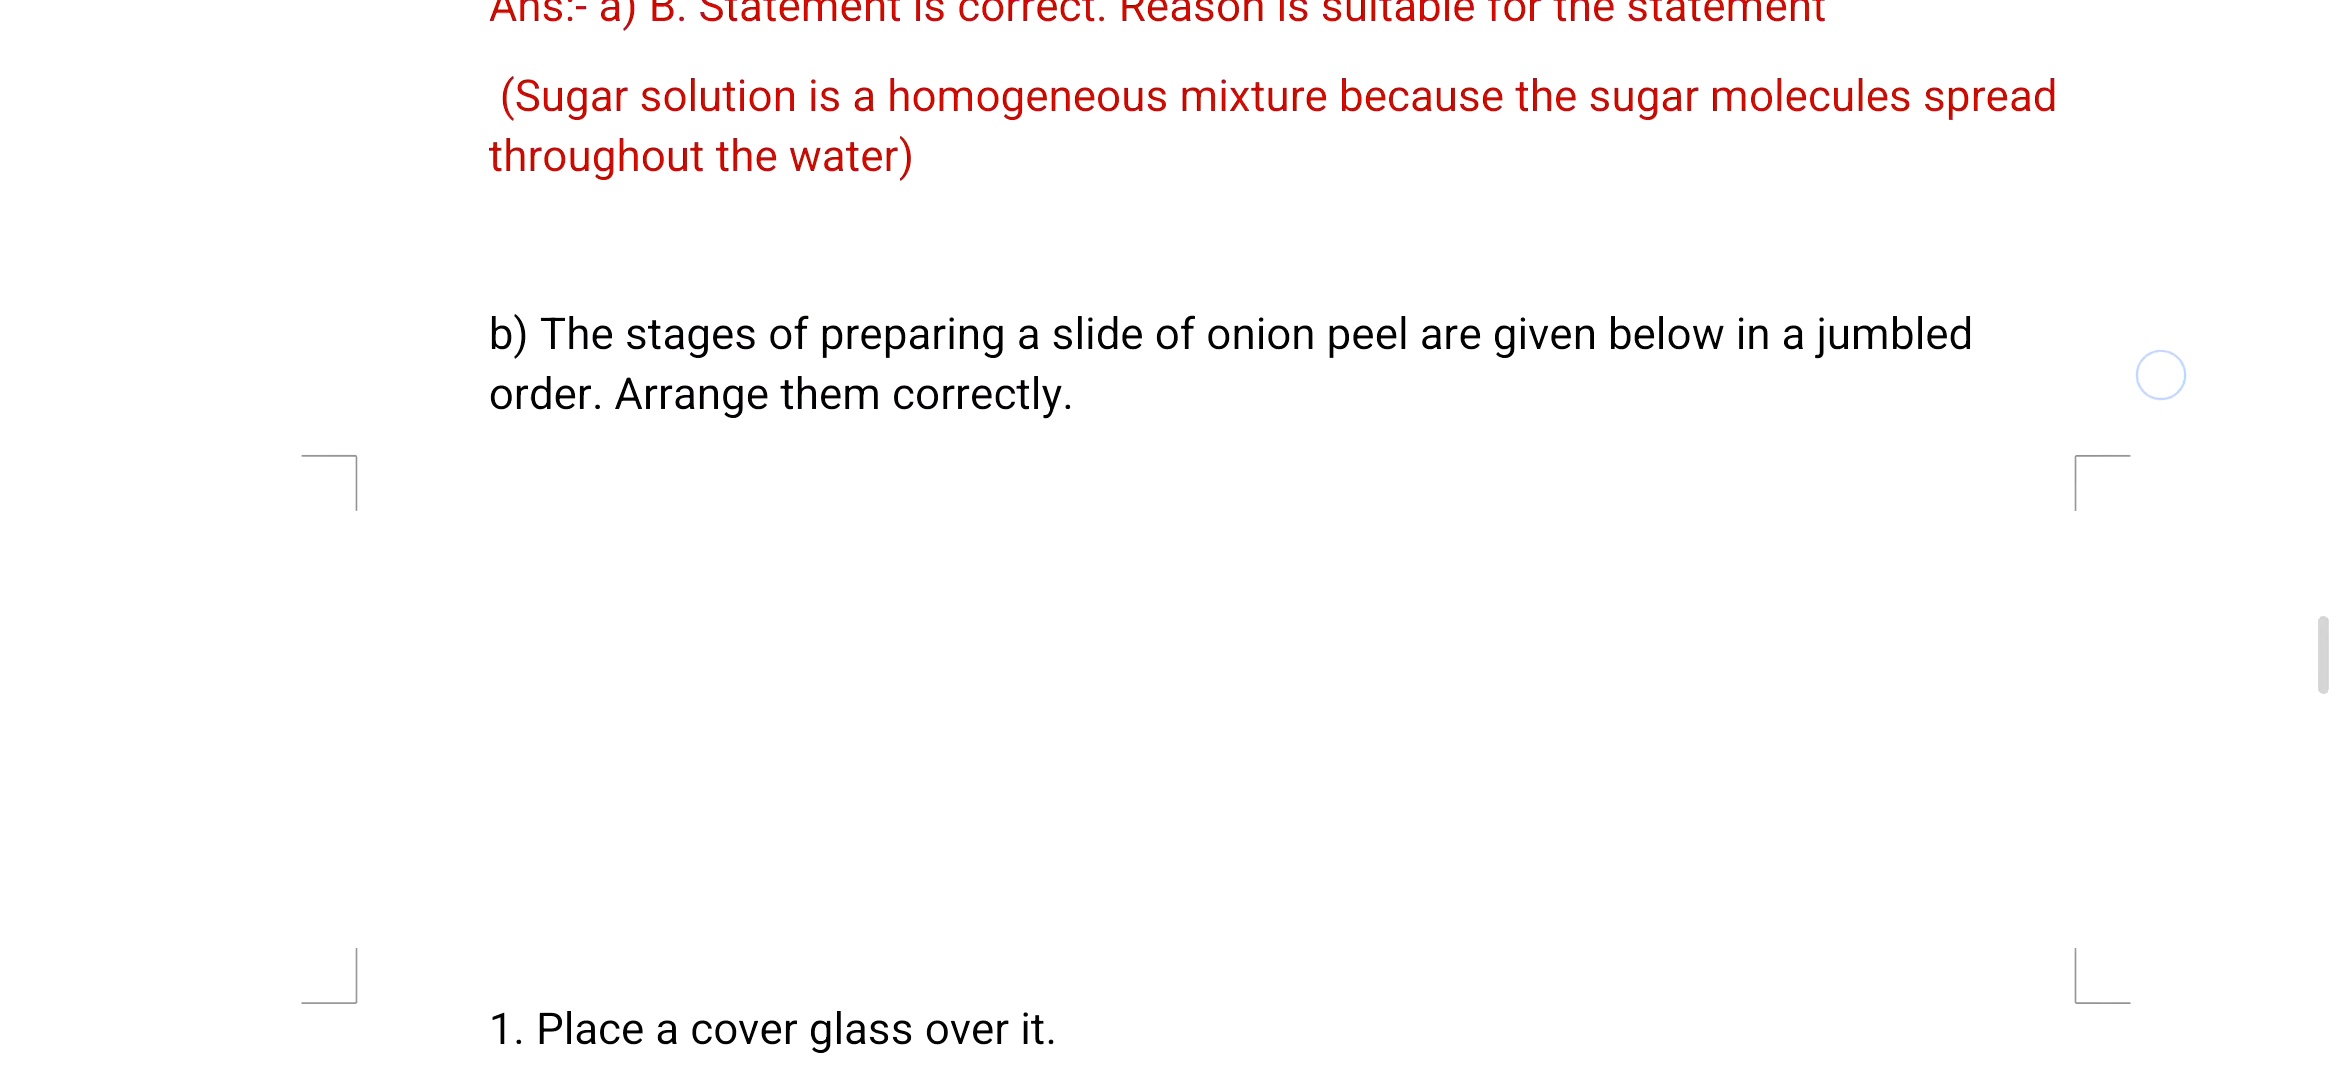 Ans:- a) B. Statement is correct. Reason is suitable for the statement
(Sugar solution is a homogeneous mixture because the sugar molecules spread
throughout the water)
b) The stages of preparing a slide of onion peel are given below in a jumbled
order. Arrange them correctly.
1. Place a cover glass over it.